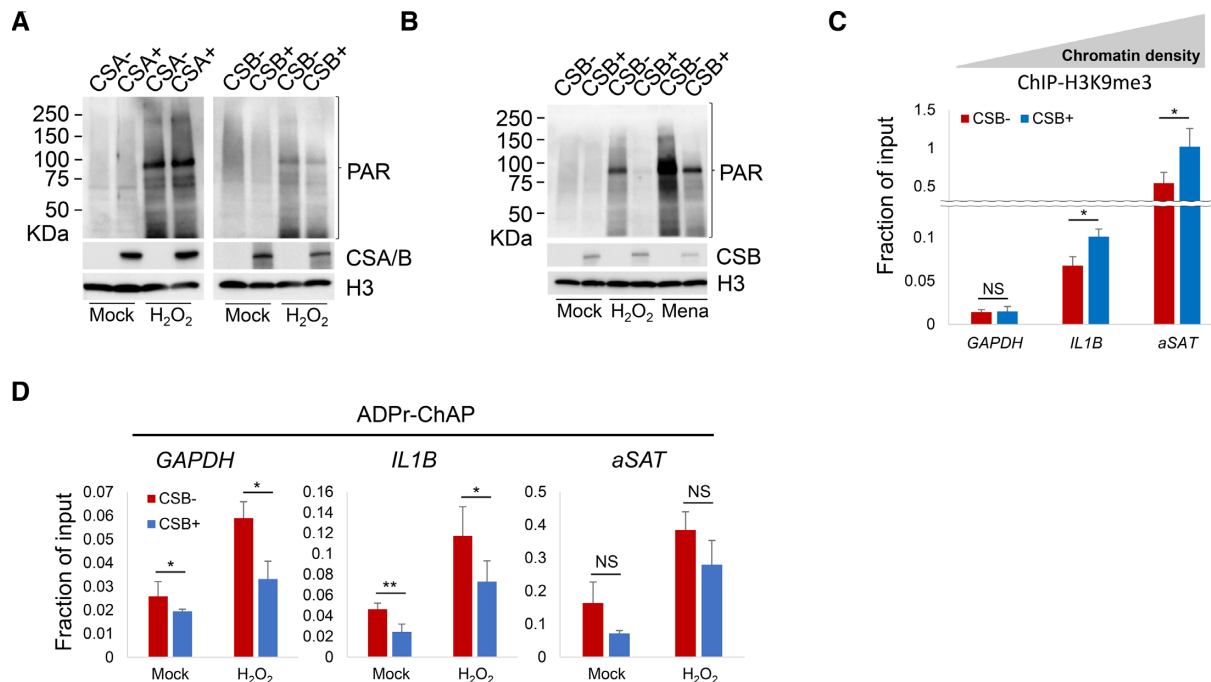 A
CSA- CSA+ CSA- CSA+ CSB- CSB+ CSB- CSB+
250
150
100
75
50
KDa
PAR
CSA/B
H3
Mock H₂O₂ Mock H₂O₂
B
CSB- CSB+ CSB- CSB+ CSB- CSB+
250
150
100
75
50
KDa
PAR
CSB
H3
Mock H₂O₂ Mena
C
Chromatin density
ChIP-H3K9me3
CSB- CSB+
Fraction of input
1.5
1
0.5
0.1
0.05
0
NS * *
GAPDH IL1B aSAT
D
ADPr-ChAP
GAPDH IL1B aSAT
Fraction of input
0.07
0.06
0.05
0.04
0.03
0.02
0.01
0
CSB-
CSB+
* *
Mock H₂O₂
0.16
0.14
0.12
0.1
0.08
0.06
0.04
0.02
0
** *
Mock H₂O₂
0.5
0.4
0.3
0.2
0.1
0
NS NS
Mock H₂O₂